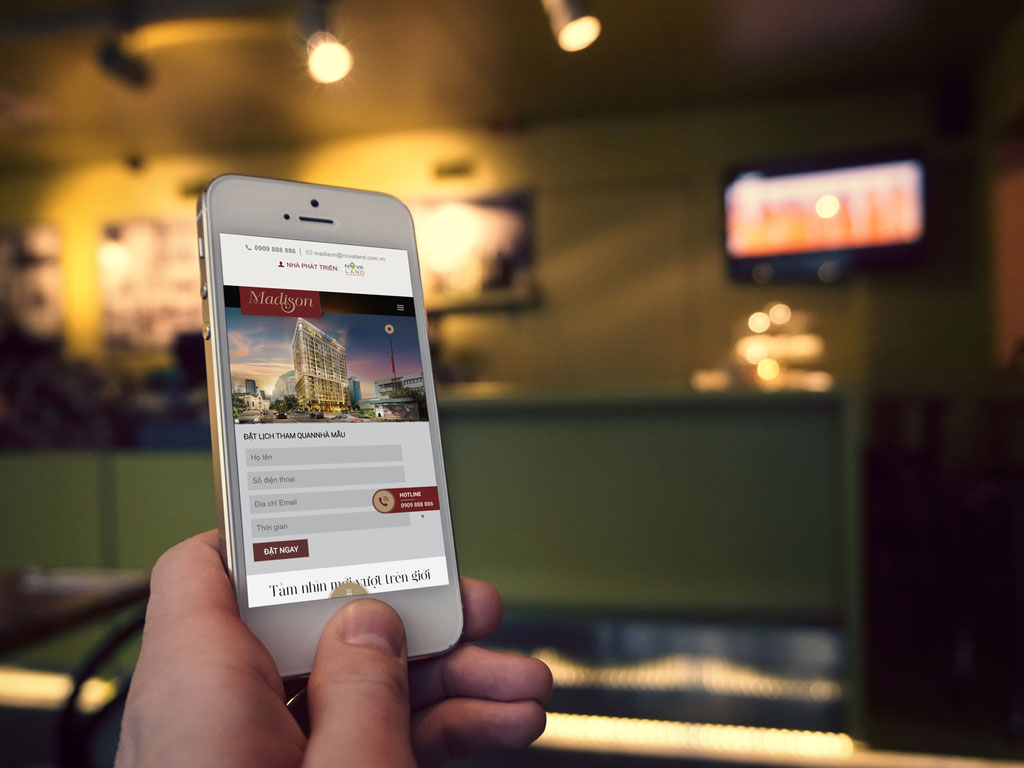 0909 888 886 | madison@novaland.com.vn
NHÀ PHÁT TRIỂN: NOVA LAND
Madison
ĐẶT LỊCH THAM QUANNHÀ MẪU
Họ tên
Số điện thoại
Địa chỉ Email
HOTLINE
0909 888 886
Thời gian
ĐẶT NGAY
Tầm nhìn mới vượt trên giới